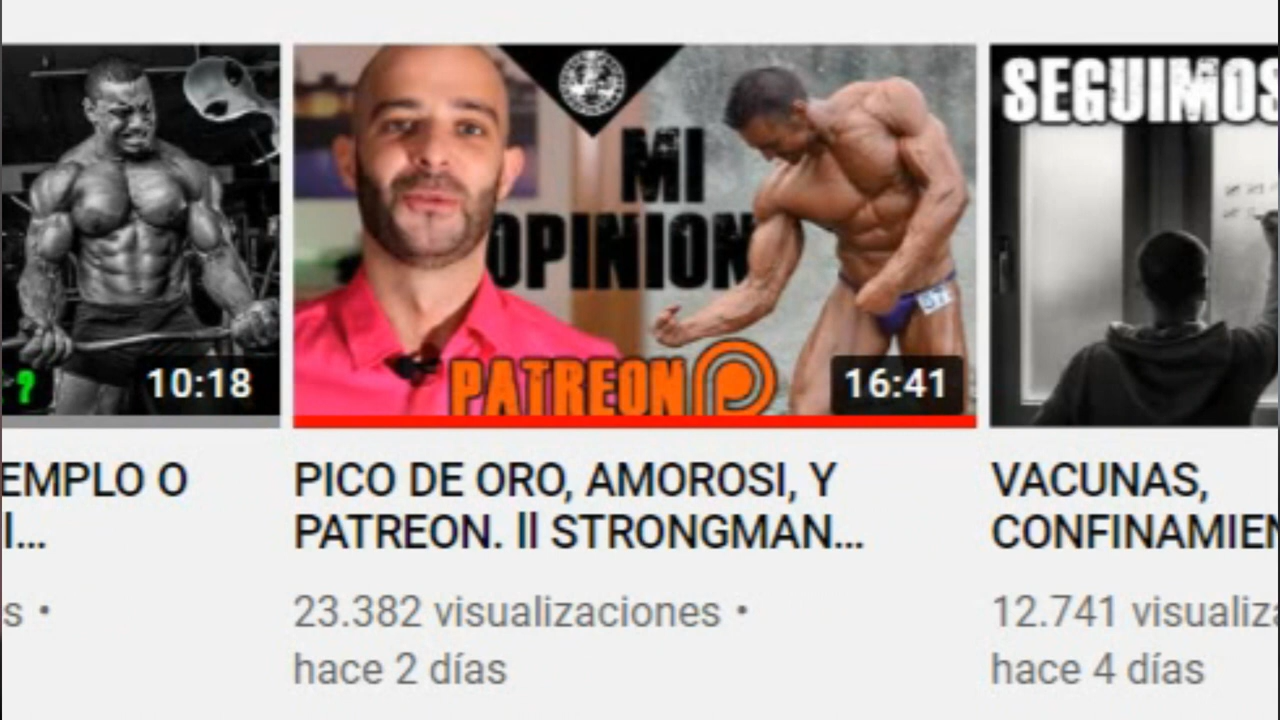 ?
10:18
EMPLO O
I...
s •
MI
OPINION
PATREON
16:41
PICO DE ORO, AMOROSI, Y
PATREON. ll STRONGMAN...
23.382 visualizaciones •
hace 2 días
SEGUIMOS
VACUNAS,
CONFINAMIEN
12.741 visualiza
hace 4 días